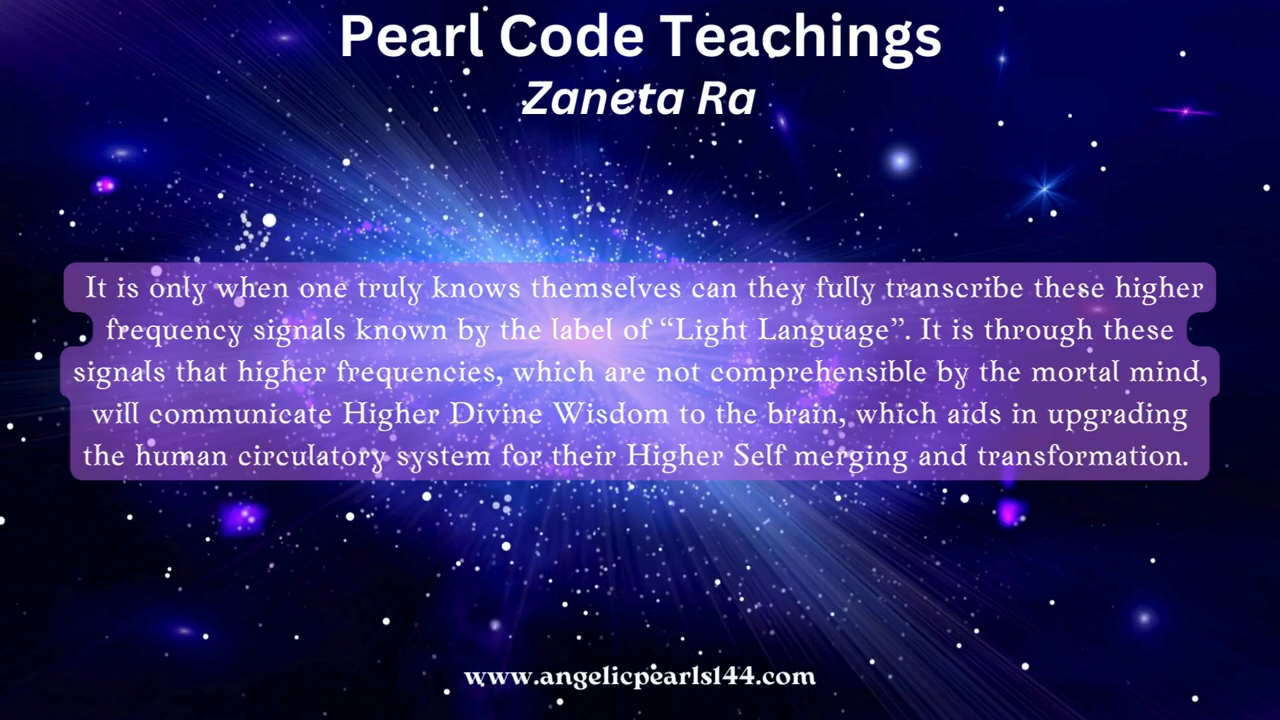 Pearl Code Teachings
Zaneta Ra
It is only when one truly knows themselves can they fully transcribe these higher
frequency signals known by the label of “Light Language”. It is through these
signals that higher frequencies, which are not comprehensible by the mortal mind,
will communicate Higher Divine Wisdom to the brain, which aids in upgrading
the human circulatory system for their Higher Self merging and transformation.
www.angelicpearls144.com